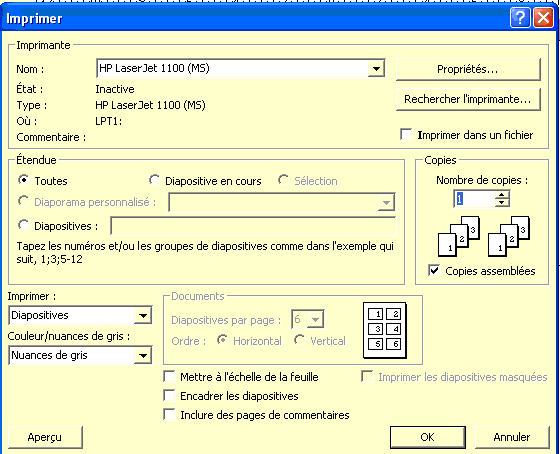 Imprimer
Imprimante
Nom : HP LaserJet 1100 (MS) Propriétés...
État : Inactive
Type : HP LaserJet 1100 (MS) Rechercher l'imprimante...
Où : LPT1:
Commentaire : Imprimer dans un fichier
Étendue
Toutes Diapositive en cours Sélection
Diaporama personnalisé :
Diapositives :
Tapez les numéros et/ou les groupes de diapositives comme dans l'exemple qui
suit, 1;3;5-12
Copies
Nombre de copies :
1
1 2 3 1 2 3
Copies assemblées
Imprimer :
Diapositives
Couleur/nuances de gris :
Nuances de gris
Documents
Diapositives par page : 6
Ordre : Horizontal Vertical
1 2
3 4
5 6
Mettre à l'échelle de la feuille Imprimer les diapositives masquées
Encadrer les diapositives
Inclure des pages de commentaires
Aperçu OK Annuler